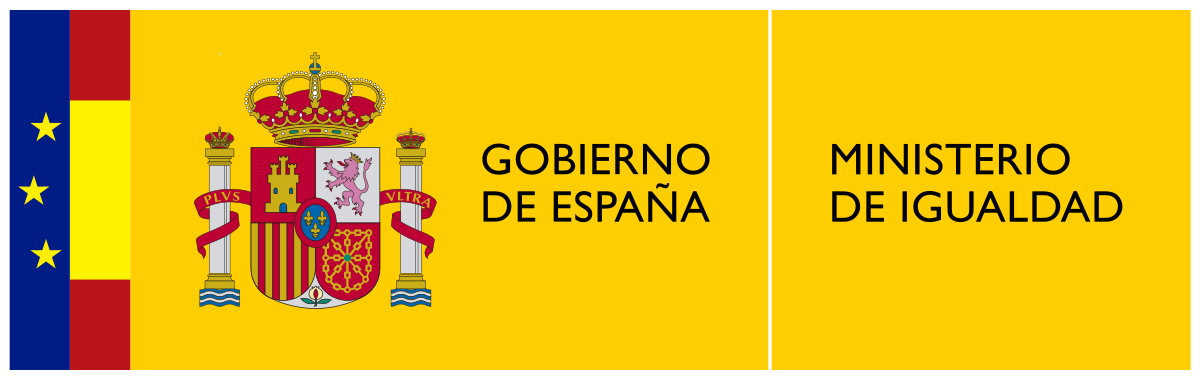 PLVS
VLTRA
GOBIERNO
DE ESPAÑA
MINISTERIO
DE IGUALDAD